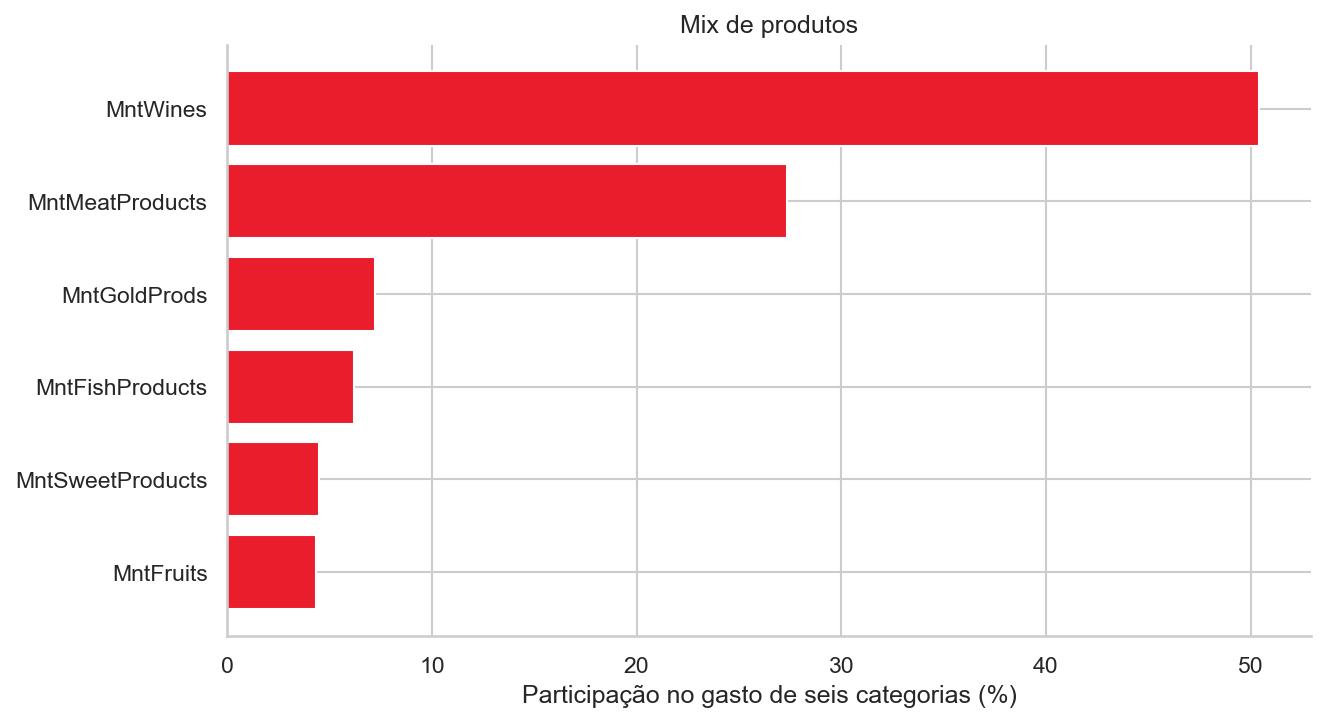 Mix de produtos
MntWines
MntMeatProducts
MntGoldProds
MntFishProducts
MntSweetProducts
MntFruits
0 10 20 30 40 50
Participação no gasto de seis categorias (%)